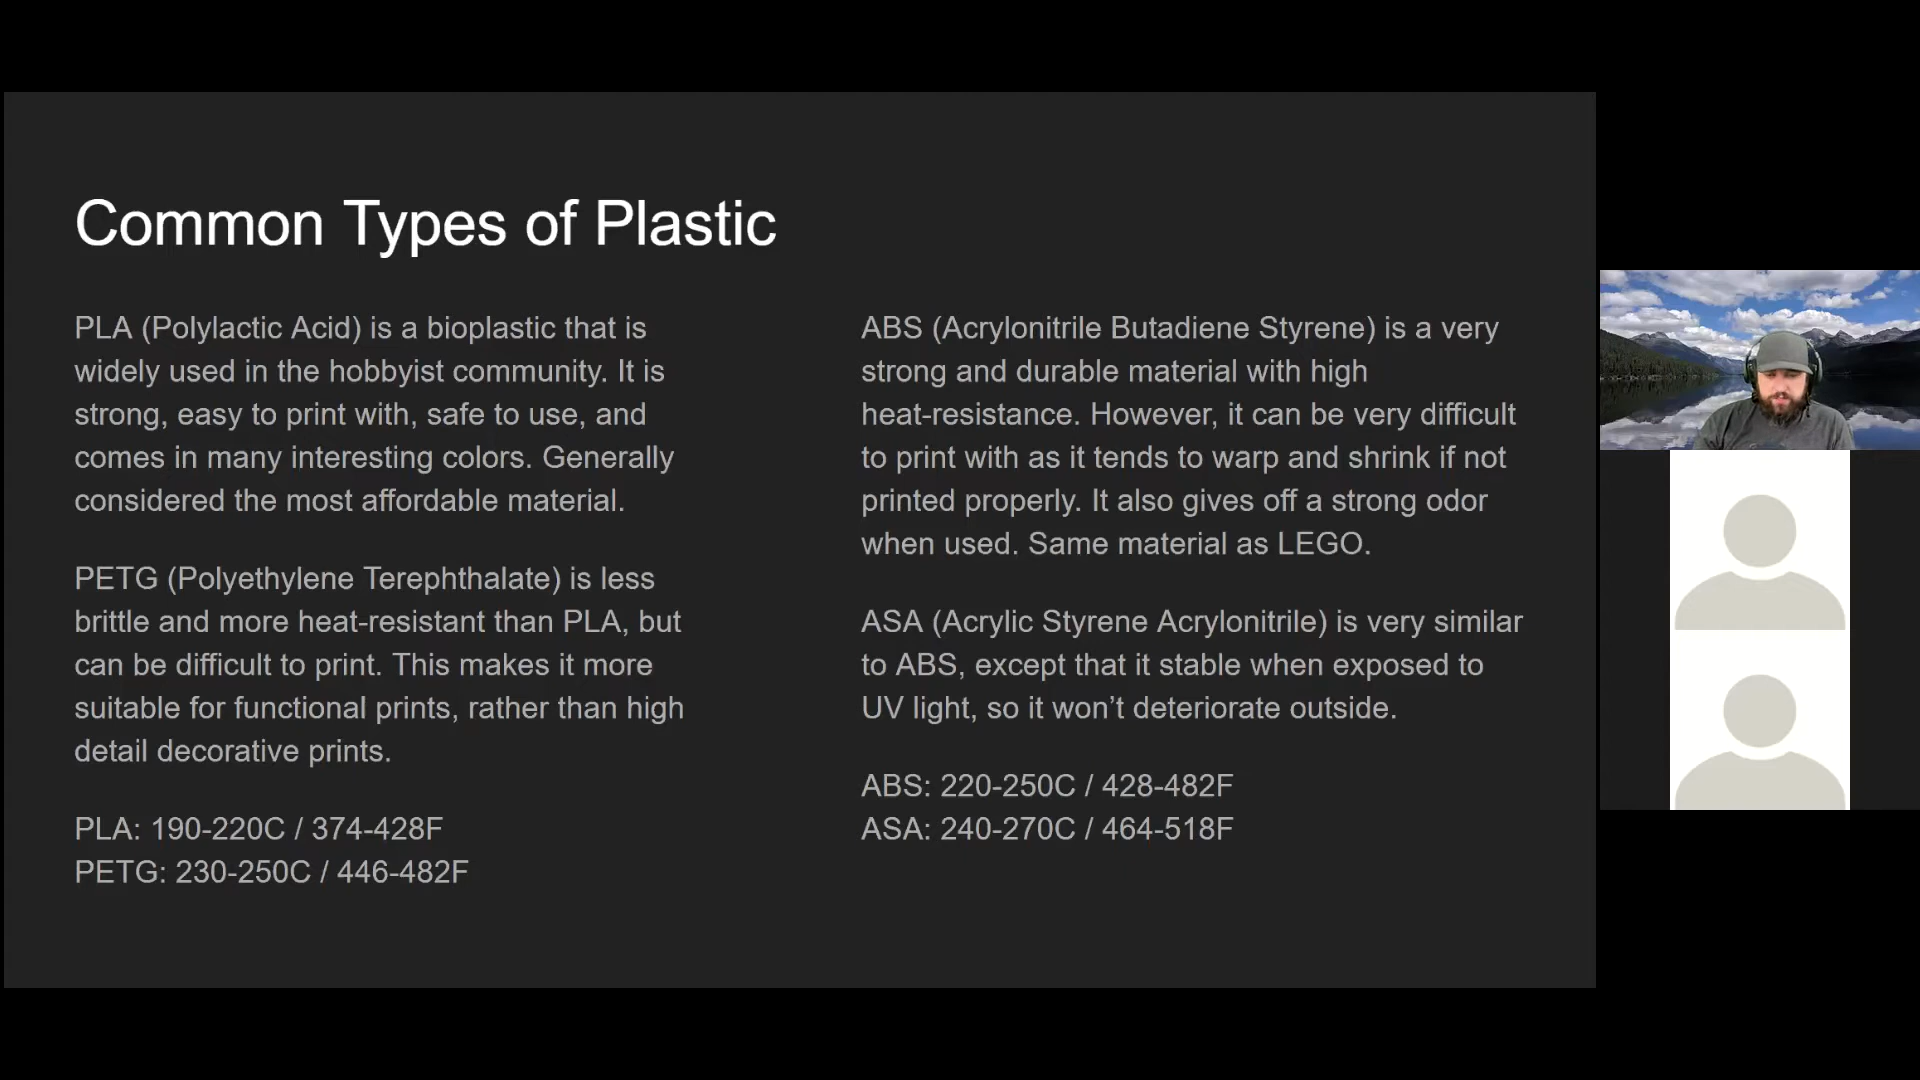 Common Types of Plastic
PLA (Polylactic Acid) is a bioplastic that is
widely used in the hobbyist community. It is
strong, easy to print with, safe to use, and
comes in many interesting colors. Generally
considered the most affordable material.
PETG (Polyethylene Terephthalate) is less
brittle and more heat-resistant than PLA, but
can be difficult to print. This makes it more
suitable for functional prints, rather than high
detail decorative prints.
PLA: 190-220C / 374-428F
PETG: 230-250C / 446-482F
ABS (Acrylonitrile Butadiene Styrene) is a very
strong and durable material with high
heat-resistance. However, it can be very difficult
to print with as it tends to warp and shrink if not
printed properly. It also gives off a strong odor
when used. Same material as LEGO.
ASA (Acrylic Styrene Acrylonitrile) is very similar
to ABS, except that it stable when exposed to
UV light, so it won’t deteriorate outside.
ABS: 220-250C / 428-482F
ASA: 240-270C / 464-518F